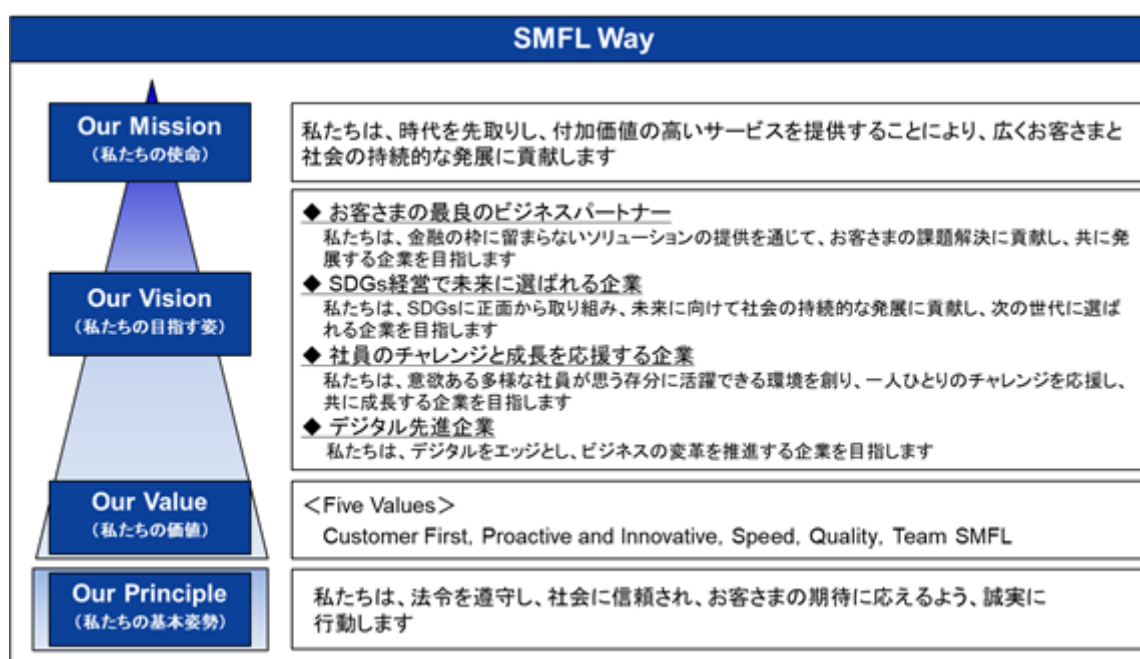 SMFL Way
Our Mission
（私たちの使命）
私たちは、時代を先取りし、付加価値の高いサービスを提供することにより、広くお客さまと
社会の持続的な発展に貢献します
Our Vision
（私たちの目指す姿）
◆ お客さまの最良のビジネスパートナー
私たちは、金融の枠に留まらないソリューションの提供を通じて、お客さまの課題解決に貢献し、共に発
展する企業を目指します
◆ SDGs経営で未来に選ばれる企業
私たちは、SDGsに正面から取り組み、未来に向けて社会の持続的な発展に貢献し、次の世代に選ば
れる企業を目指します
◆ 社員のチャレンジと成長を応援する企業
私たちは、意欲ある多様な社員が思う存分に活躍できる環境を創り、一人ひとりのチャレンジを応援し、
共に成長する企業を目指します
◆ デジタル先進企業
私たちは、デジタルをエッジとし、ビジネスの変革を推進する企業を目指します
Our Value
（私たちの価値）
＜Five Values＞
Customer First, Proactive and Innovative, Speed, Quality, Team SMFL
Our Principle
（私たちの基本姿勢）
私たちは、法令を遵守し、社会に信頼され、お客さまの期待に応えるよう、誠実に
行動します